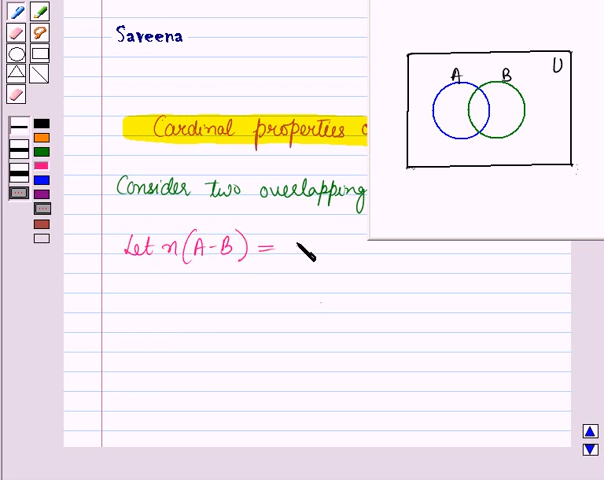 Saveena
Cardinal properties
Consider two overlapping
Let n(A-B) =
A B U